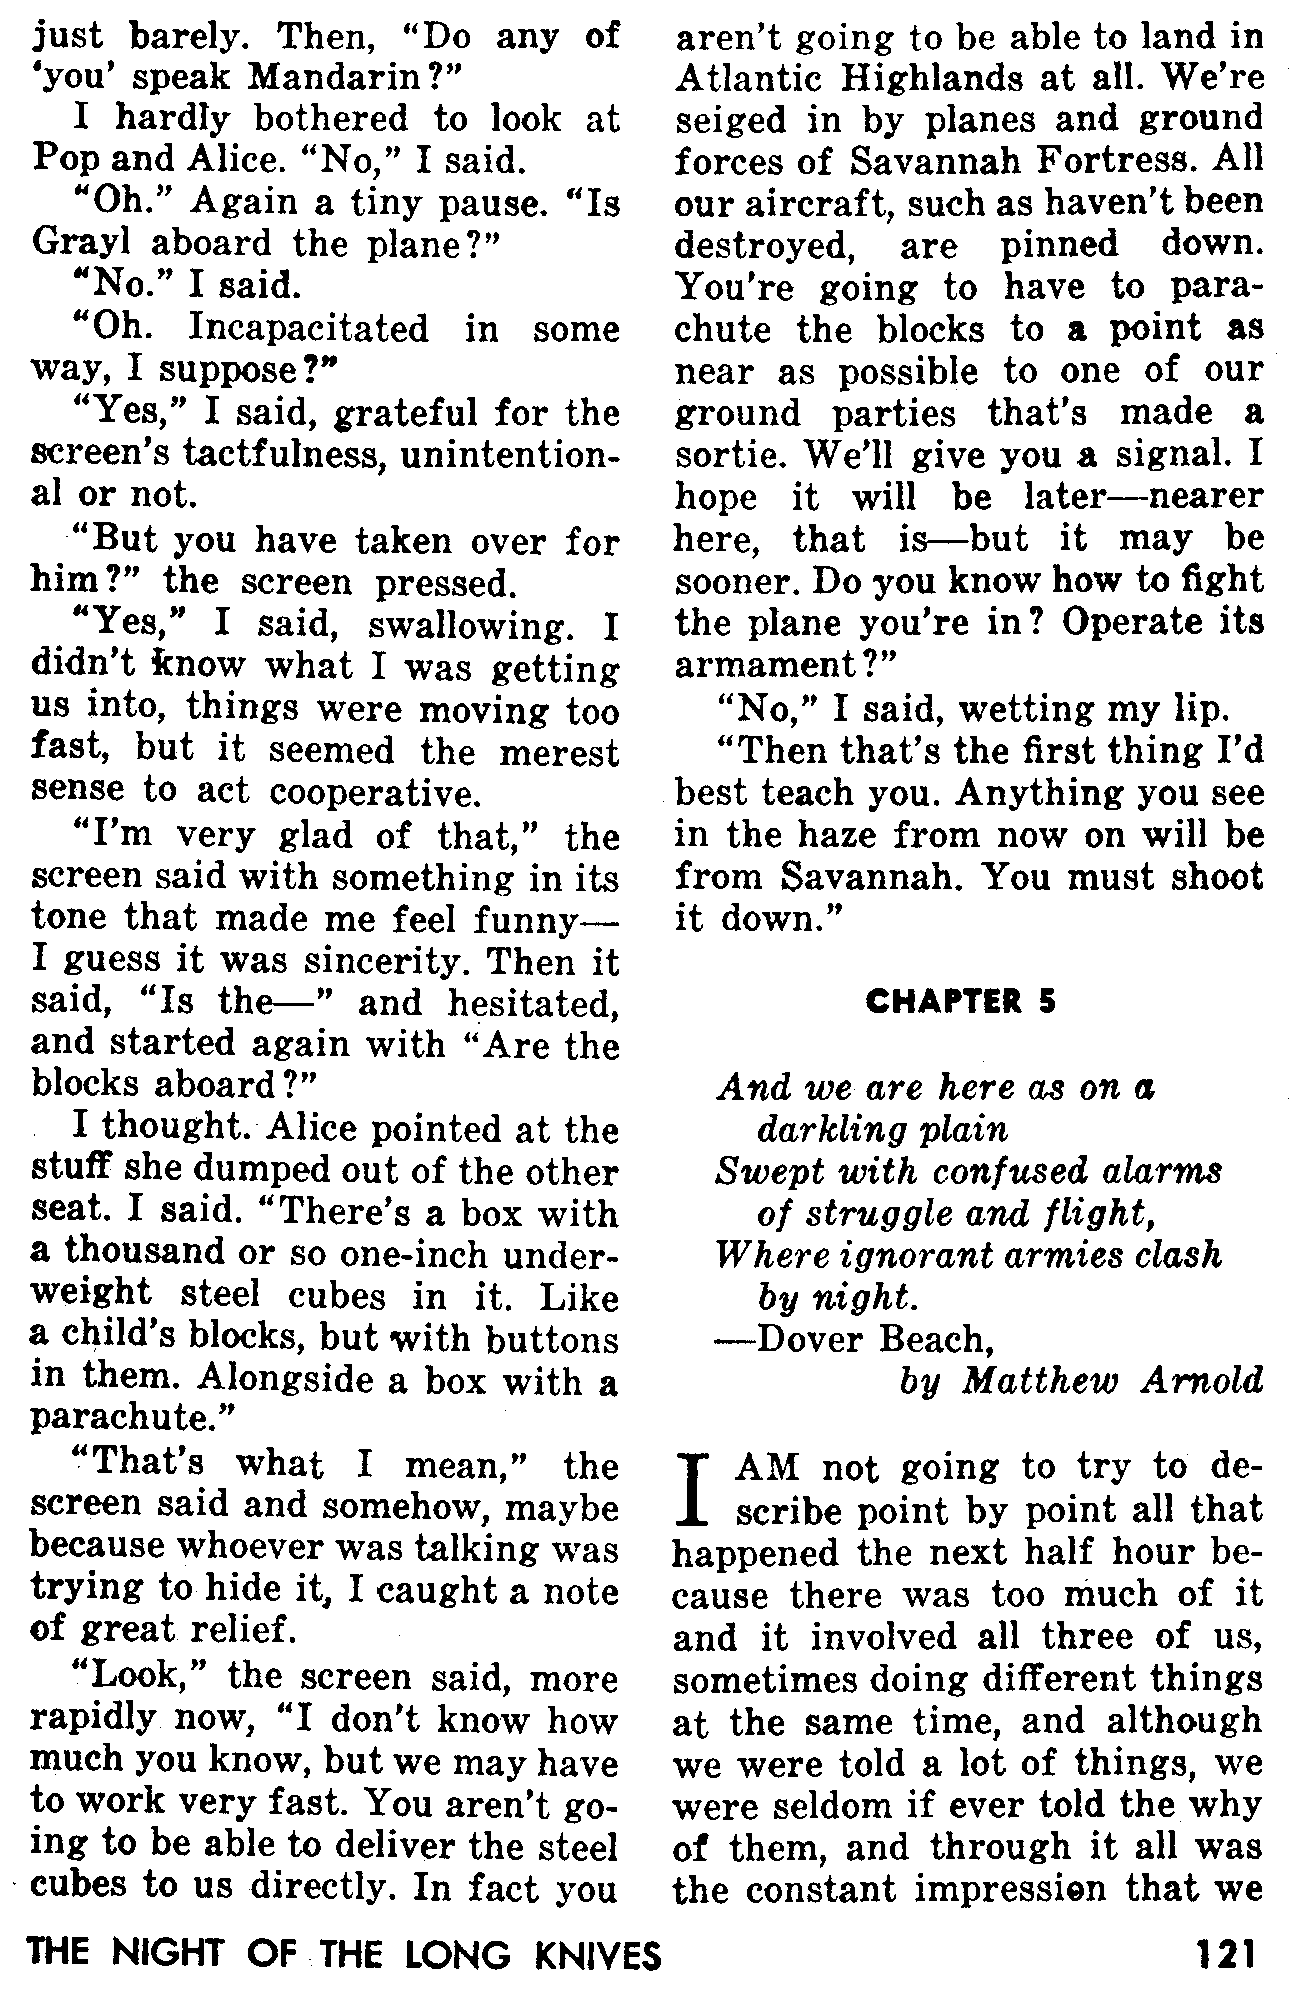 just barely. Then, “Do any of
‘you’ speak Mandarin?”
I hardly bothered to look at
Pop and Alice. “No,” I said.
“Oh.” Again a tiny pause. “Is
Grayl aboard the plane?”
“No.” I said.
“Oh. Incapacitated in some
way, I suppose?”
“Yes,” I said, grateful for the
screen's tactfulness, unintention-
al or not.
“But you have taken over for
him?” the screen pressed.
“Yes,” I said, swallowing. I
didn't know what I was getting
us into, things were moving too
fast, but it seemed the merest
sense to act cooperative.
“I'm very glad of that,” the
screen said with something in its
tone that made me feel funny—
I guess it was sincerity. Then it
said, “Is the—” and hesitated,
and started again with “Are the
blocks aboard?”
I thought. Alice pointed at the
stuff she dumped out of the other
seat. I said. “There's a box with
a thousand or so one-inch under-
weight steel cubes in it. Like
a child's blocks, but with buttons
in them. Alongside a box with a
parachute.”
“That's what I mean,” the
screen said and somehow, maybe
because whoever was talking was
trying to hide it, I caught a note
of great relief.
“Look,” the screen said, more
rapidly now, “I don't know how
much you know, but we may have
to work very fast. You aren't go-
ing to be able to deliver the steel
cubes to us directly. In fact you
aren't going to be able to land in
Atlantic Highlands at all. We're
seiged in by planes and ground
forces of Savannah Fortress. All
our aircraft, such as haven't been
destroyed, are pinned down.
You're going to have to para-
chute the blocks to a point as
near as possible to one of our
ground parties that's made a
sortie. We'll give you a signal. I
hope it will be later—nearer
here, that is—but it may be
sooner. Do you know how to fight
the plane you're in? Operate its
armament?”
“No,” I said, wetting my lip.
“Then that's the first thing I'd
best teach you. Anything you see
in the haze from now on will be
from Savannah. You must shoot
it down.”
CHAPTER 5
And we are here as on a
darkling plain
Swept with confused alarms
of struggle and flight,
Where ignorant armies clash
by night.
—Dover Beach,
by Matthew Arnold
I AM not going to try to de-
scribe point by point all that
happened the next half hour be-
cause there was too much of it
and it involved all three of us,
sometimes doing different things
at the same time, and although
we were told a lot of things, we
were seldom if ever told the why
of them, and through it all was
the constant impression that we
THE NIGHT OF THE LONG KNIVES 121